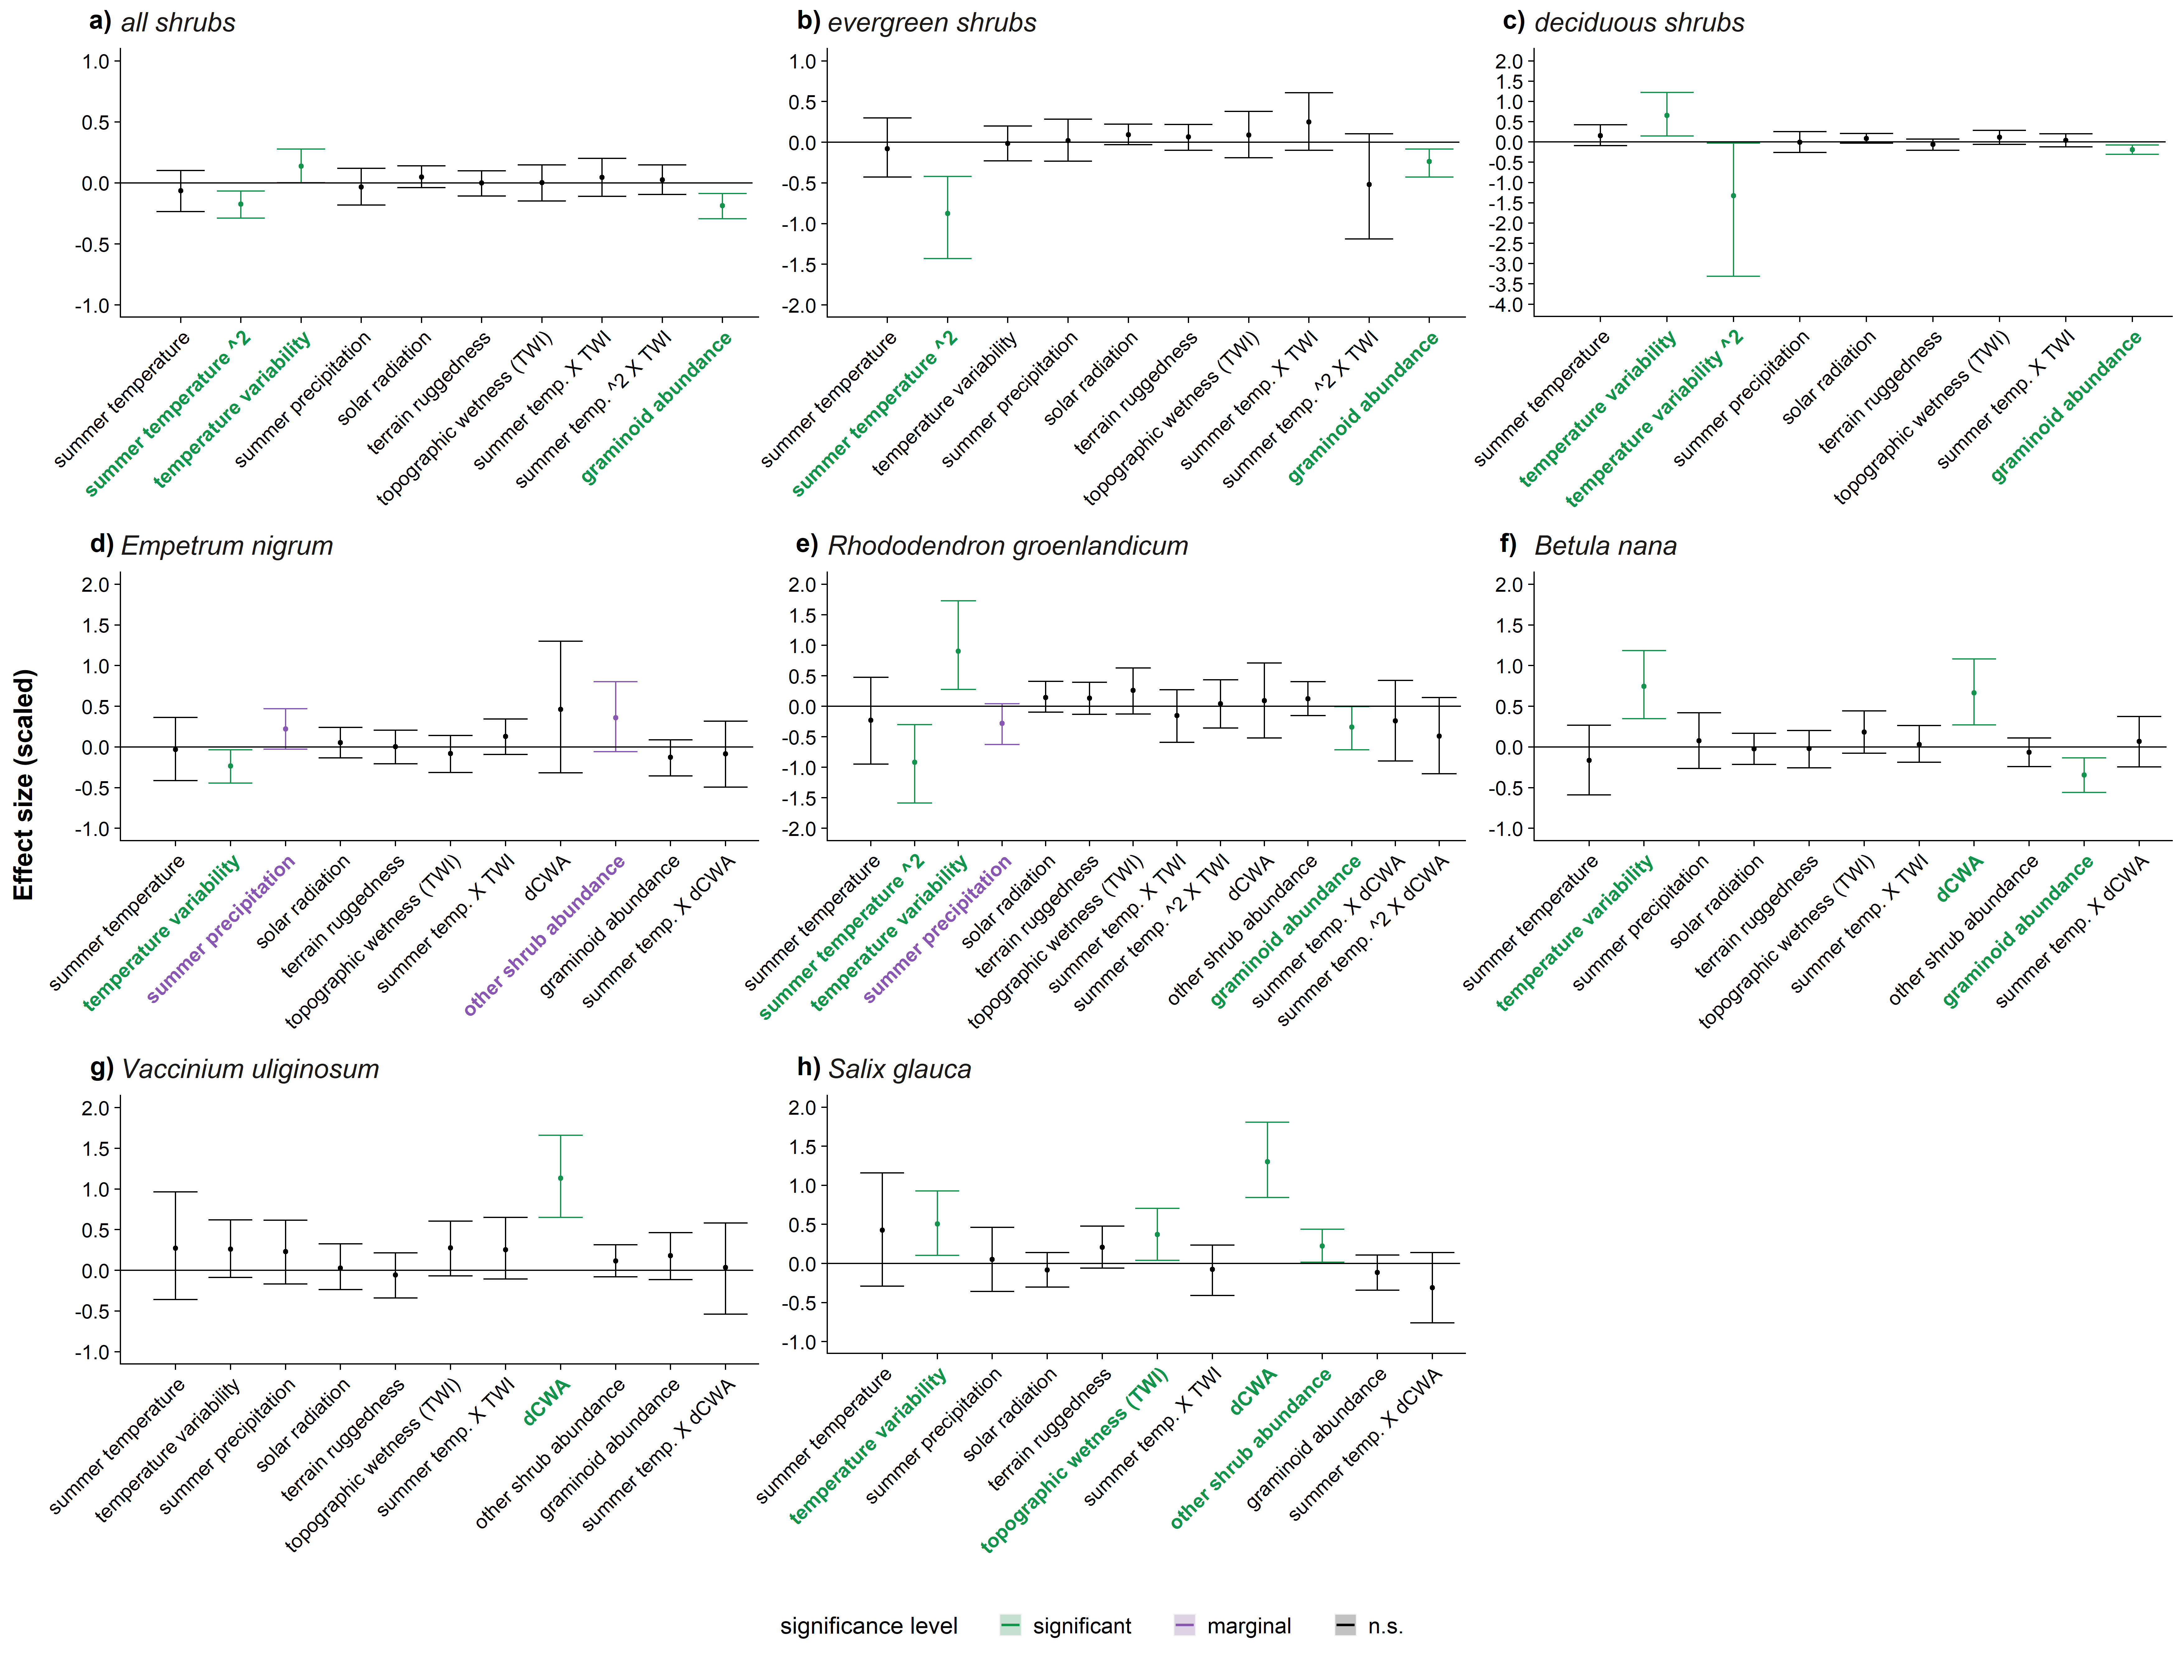 a) all shrubs
1.0
0.5
0.0
-0.5
-1.0
summer temperature
summer temperature ^2
temperature variability
summer precipitation
solar radiation
terrain ruggedness
topographic wetness (TWI)
summer temp. X TWI
summer temp. ^2 X TWI
graminoid abundance
b) evergreen shrubs
1.0
0.5
0.0
-0.5
-1.0
-1.5
-2.0
summer temperature
summer temperature ^2
temperature variability
summer precipitation
solar radiation
terrain ruggedness
topographic wetness (TWI)
summer temp. X TWI
summer temp. ^2 X TWI
graminoid abundance
c) deciduous shrubs
2.0
1.5
1.0
0.5
0.0
-0.5
-1.0
-1.5
-2.0
-2.5
-3.0
-3.5
-4.0
summer temperature
temperature variability
temperature variability ^2
summer precipitation
solar radiation
terrain ruggedness
topographic wetness (TWI)
summer temp. X TWI
graminoid abundance
Effect size (scaled)
d) Empetrum nigrum
2.0
1.5
1.0
0.5
0.0
-0.5
-1.0
summer temperature
temperature variability
summer precipitation
solar radiation
terrain ruggedness
topographic wetness (TWI)
summer temp. X TWI
dCWA
other shrub abundance
graminoid abundance
summer temp. X dCWA
e) Rhododendron groenlandicum
2.0
1.5
1.0
0.5
0.0
-0.5
-1.0
-1.5
-2.0
summer temperature
summer temperature ^2
temperature variability
summer precipitation
solar radiation
terrain ruggedness
topographic wetness (TWI)
summer temp. X TWI
summer temp. ^2 X TWI
dCWA
other shrub abundance
graminoid abundance
summer temp. X dCWA
summer temp. ^2 X dCWA
f) Betula nana
2.0
1.5
1.0
0.5
0.0
-0.5
-1.0
summer temperature
temperature variability
summer precipitation
solar radiation
terrain ruggedness
topographic wetness (TWI)
summer temp. X TWI
dCWA
other shrub abundance
graminoid abundance
summer temp. X dCWA
g) Vaccinium uliginosum
2.0
1.5
1.0
0.5
0.0
-0.5
-1.0
summer temperature
temperature variability
summer precipitation
solar radiation
terrain ruggedness
topographic wetness (TWI)
summer temp. X TWI
dCWA
other shrub abundance
graminoid abundance
summer temp. X dCWA
h) Salix glauca
2.0
1.5
1.0
0.5
0.0
-0.5
-1.0
summer temperature
temperature variability
summer precipitation
solar radiation
terrain ruggedness
topographic wetness (TWI)
summer temp. X TWI
dCWA
other shrub abundance
graminoid abundance
summer temp. X dCWA
significance level significant marginal n.s.